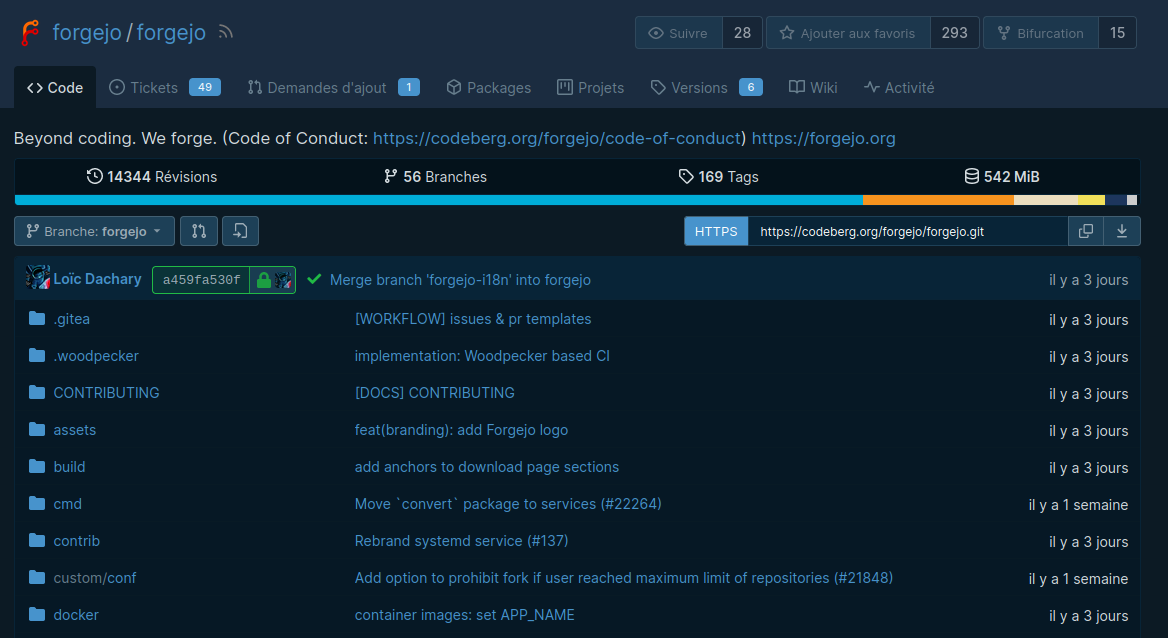 forgejo/forgejo
Suivre 28 Ajouter aux favoris 293 Bifurcation 15
Code Tickets 49 Demandes d'ajout 1 Packages Projets Versions 6 Wiki Activité
Beyond coding. We forge. (Code of Conduct: https://codeberg.org/forgejo/code-of-conduct) https://forgejo.org
14344 Révisions 56 Branches 169 Tags 542 MiB
Branche: forgejo HTTPS https://codeberg.org/forgejo/forgejo.git
Loïc Dachary a459fa530f Merge branch 'forgejo-i18n' into forgejo il y a 3 jours
.gitea [WORKFLOW] issues & pr templates il y a 3 jours
.woodpecker implementation: Woodpecker based CI il y a 3 jours
CONTRIBUTING [DOCS] CONTRIBUTING il y a 3 jours
assets feat(branding): add Forgejo logo il y a 3 jours
build add anchors to download page sections il y a 3 jours
cmd Move `convert` package to services (#22264) il y a 1 semaine
contrib Rebrand systemd service (#137) il y a 3 jours
custom/conf Add option to prohibit fork if user reached maximum limit of repositories (#21848) il y a 1 semaine
docker container images: set APP_NAME il y a 3 jours